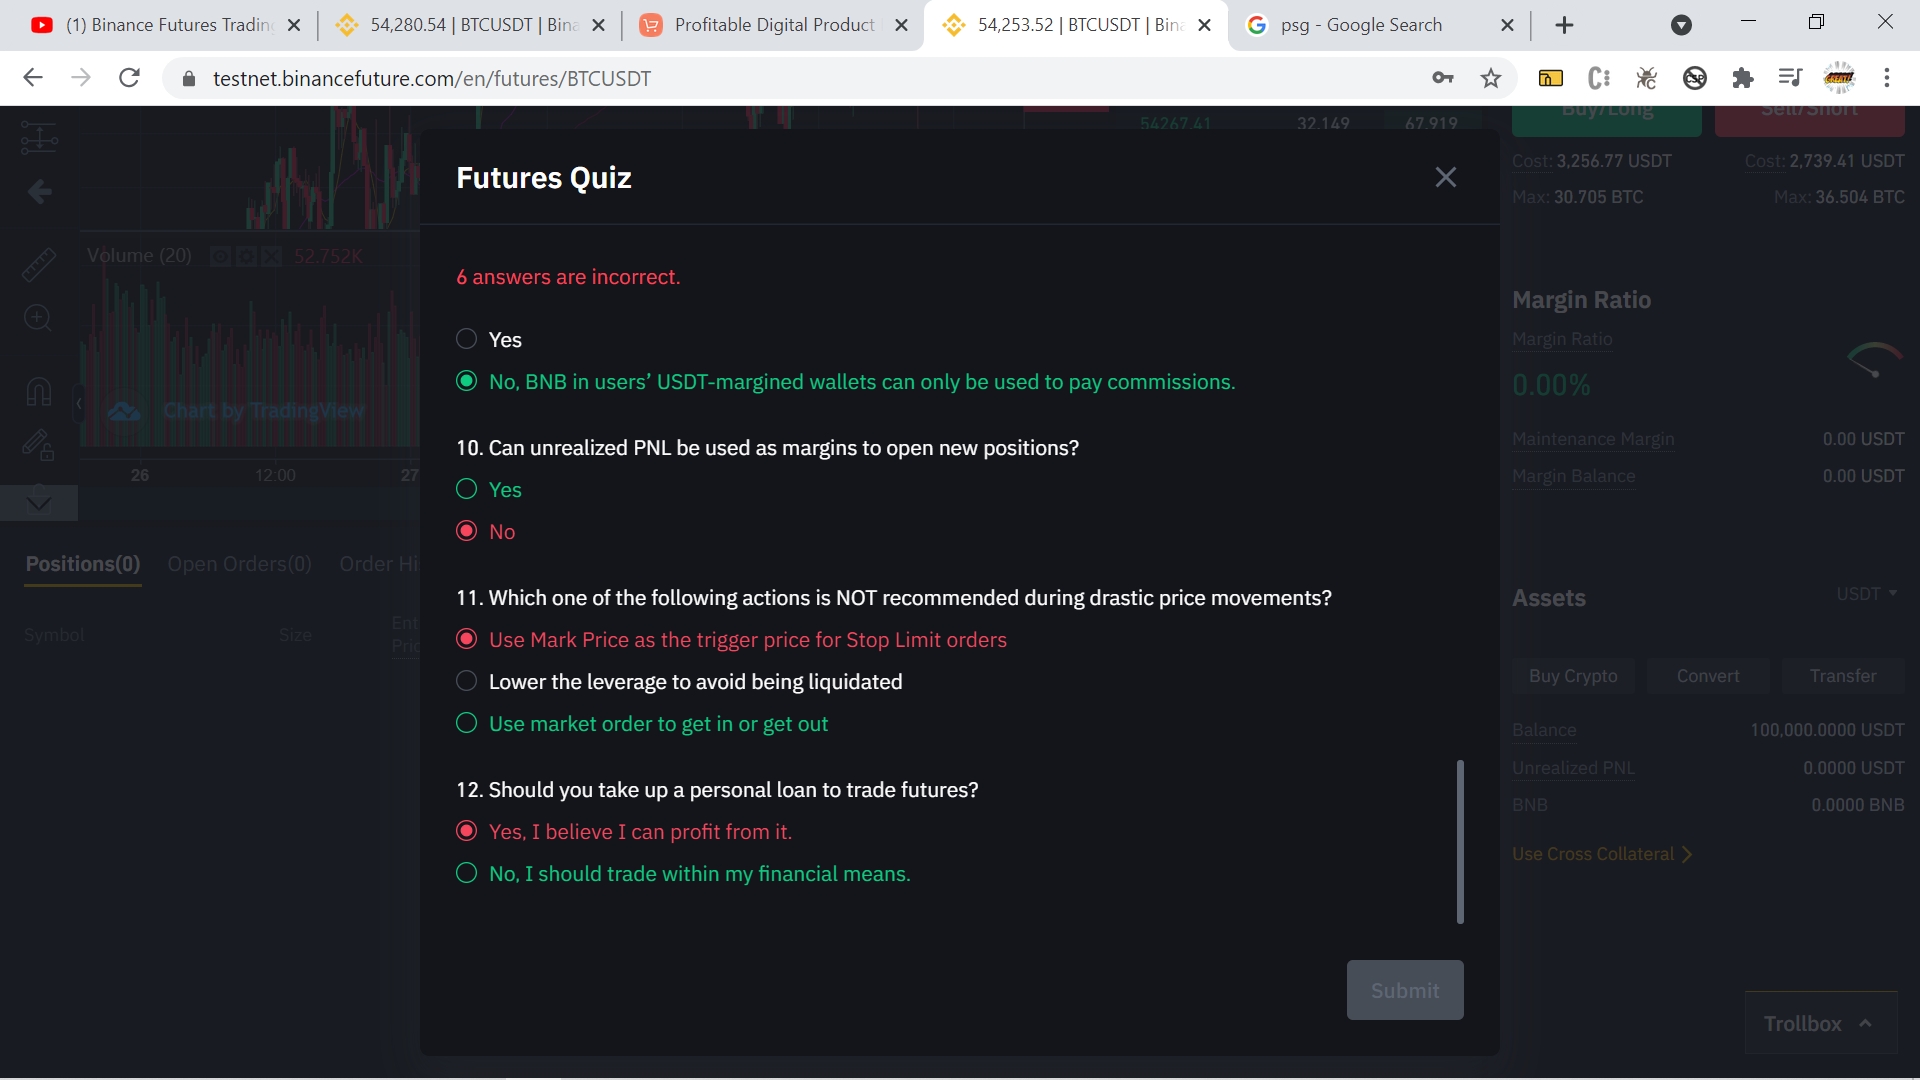 (1) Binance Futures Trading
54,280.54 | BTCUSDT | Bina
Profitable Digital Product
54,253.52 | BTCUSDT | Bina
psg - Google Search
testnet.binancefuture.com/en/futures/BTCUSDT
54267.41 32.149 67.919
Buy/Long Sell/Short
Cost: 3,256.77 USDT Cost: 2,739.41 USDT
Max: 30.705 BTC Max: 36.504 BTC
Volume (20) 52.752K
Chart by TradingView
26 12:00 27
Positions(0) Open Orders(0) Order Hi
Symbol Size Ent
Pric
Futures Quiz
6 answers are incorrect.
Yes
No, BNB in users’ USDT-margined wallets can only be used to pay commissions.
10. Can unrealized PNL be used as margins to open new positions?
Yes
No
11. Which one of the following actions is NOT recommended during drastic price movements?
Use Mark Price as the trigger price for Stop Limit orders
Lower the leverage to avoid being liquidated
Use market order to get in or get out
12. Should you take up a personal loan to trade futures?
Yes, I believe I can profit from it.
No, I should trade within my financial means.
Submit
Margin Ratio
Margin Ratio
0.00%
Maintenance Margin 0.00 USDT
Margin Balance 0.00 USDT
Assets USDT
Buy Crypto Convert Transfer
Balance 100,000.0000 USDT
Unrealized PNL 0.0000 USDT
BNB 0.0000 BNB
Use Cross Collateral
Trollbox